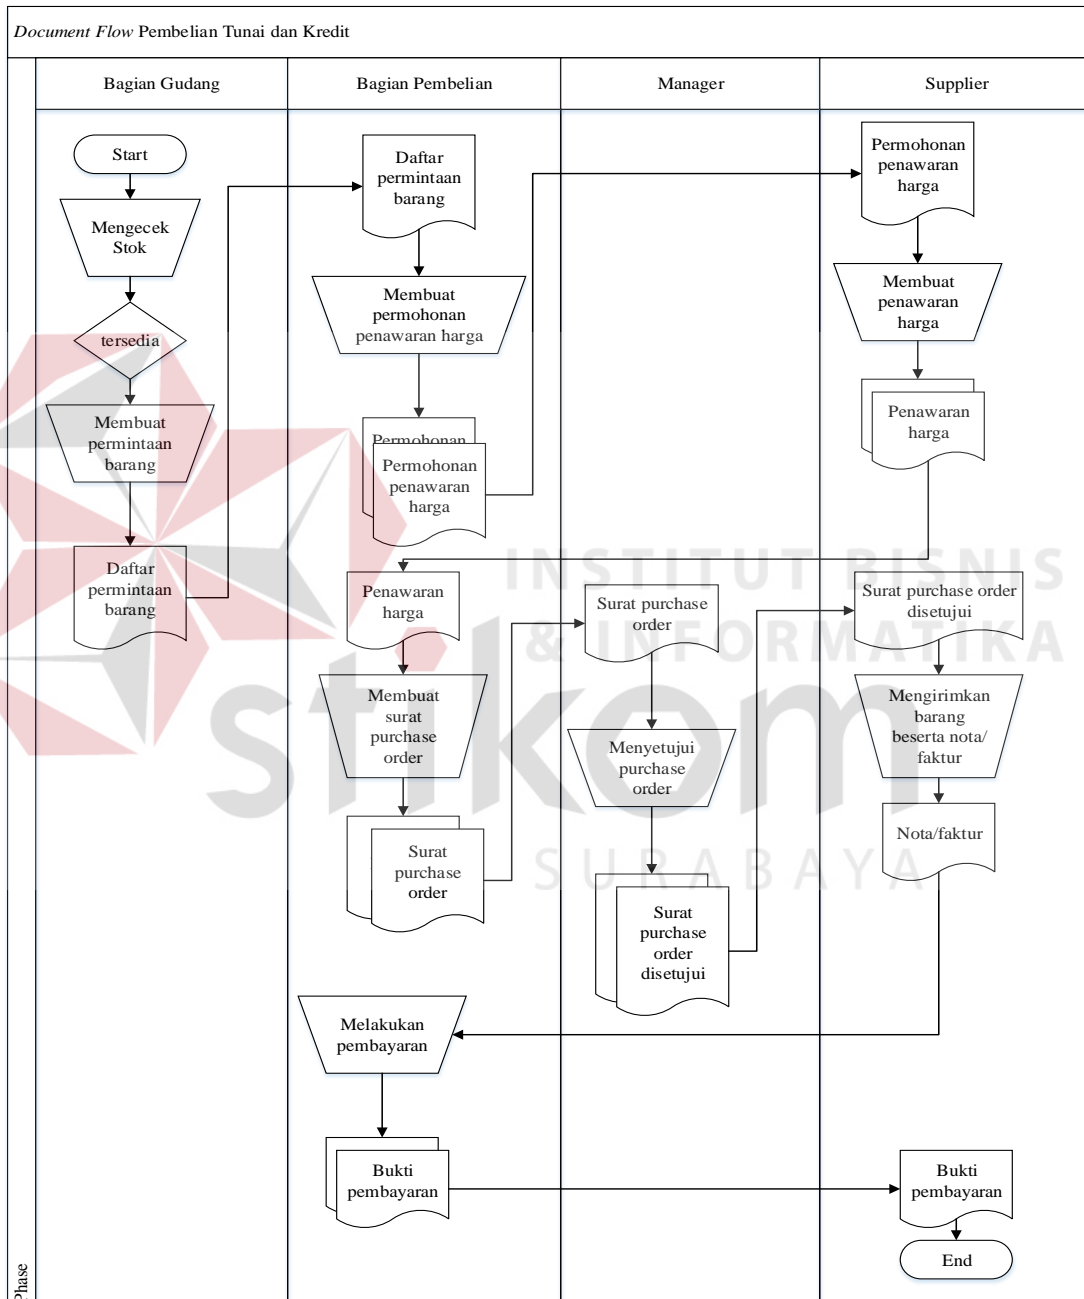 Document Flow Pembelian Tunai dan Kredit
Bagian Gudang
Bagian Pembelian
Manager
Supplier
Start
Mengecek
Stok
tersedia
Membuat
permintaan
barang
Daftar
permintaan
barang
Daftar
permintaan
barang
Membuat
permohonan
penawaran harga
Permohonan
Permohonan
penawaran
harga
Permohonan
penawaran
harga
Membuat
penawaran
harga
Penawaran
harga
Penawaran
harga
Membuat
surat
purchase
order
Surat
purchase
order
Surat purchase
order
Menyetujui
purchase
order
Surat
purchase
order
disetujui
Surat purchase order
disetujui
Mengirimkan
barang
beserta nota/
faktur
Nota/faktur
Melakukan
pembayaran
Bukti
pembayaran
Bukti
pembayaran
End
Phase
INSTITUT BISNIS
& INFORMATIKA
stikom
SURABAYA